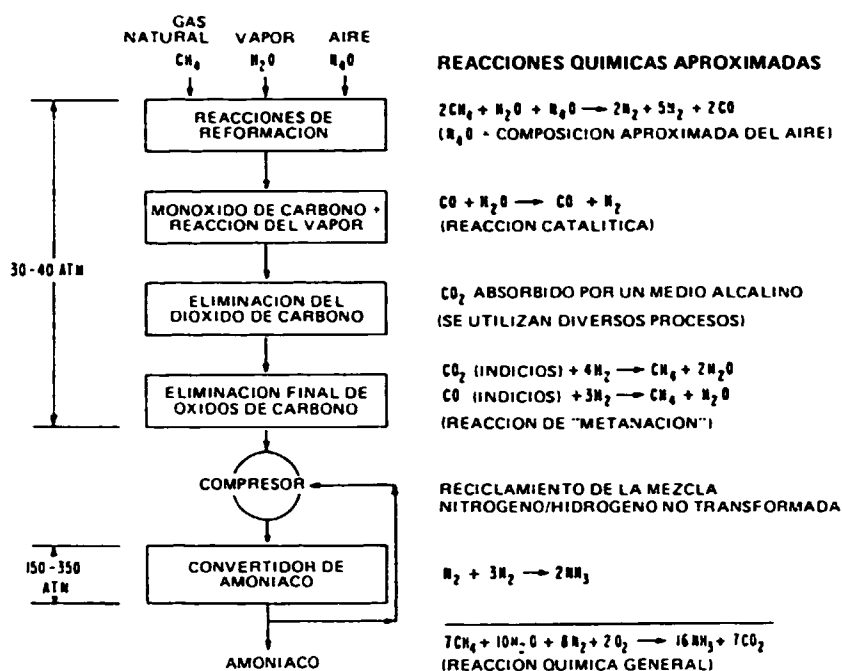 GAS
NATURAL VAPOR AIRE
CH₄ H₂O N₄O
REACCIONES QUIMICAS APROXIMADAS
REACCIONES DE
REFORMACION
2CH₄ + H₂O + N₄O → 2N₂ + 5H₂ + 2CO
(N₄O - COMPOSICION APROXIMADA DEL AIRE)
MONOXIDO DE CARBONO +
REACCION DEL VAPOR
CO + H₂O → CO + H₂
(REACCION CATALITICA)
30-40 ATM
ELIMINACION DEL
DIOXIDO DE CARBONO
CO₂ ABSORBIDO POR UN MEDIO ALCALINO
(SE UTILIZAN DIVERSOS PROCESOS)
ELIMINACION FINAL DE
OXIDOS DE CARBONO
CO₂ (INDICIOS) + 4H₂ → CH₄ + 2H₂O
CO (INDICIOS) + 3H₂ → CH₄ + H₂O
(REACCION DE "METANACION")
COMPRESOR
RECICLAMIENTO DE LA MEZCLA
NITROGENO/HIDROGENO NO TRANSFORMADA
150-350
ATM
CONVERTIDOR DE
AMONIACO
N₂ + 3H₂ → 2NH₃
AMONIACO
7CH₄ + 10H₂O + 8N₂ + 2O₂ → 16NH₃ + 7CO₂
(REACCION QUIMICA GENERAL)